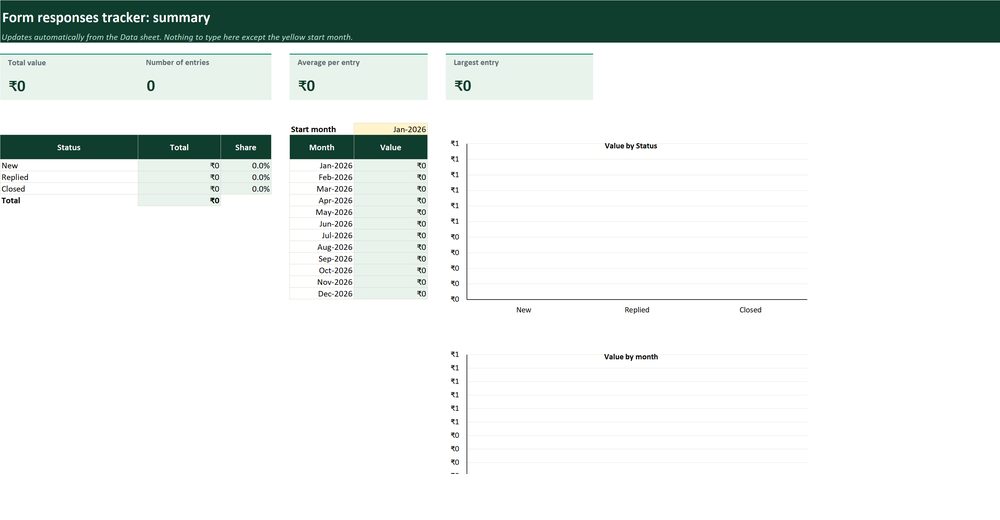 Form responses tracker: summary
Updates automatically from the Data sheet. Nothing to type here except the yellow start month.
Total value Number of entries Average per entry Largest entry
₹0 0 ₹0 ₹0
Start month Jan-2026
Status Total Share
New ₹0 0.0%
Replied ₹0 0.0%
Closed ₹0 0.0%
Total ₹0
Month Value
Jan-2026 ₹0
Feb-2026 ₹0
Mar-2026 ₹0
Apr-2026 ₹0
May-2026 ₹0
Jun-2026 ₹0
Jul-2026 ₹0
Aug-2026 ₹0
Sep-2026 ₹0
Oct-2026 ₹0
Nov-2026 ₹0
Dec-2026 ₹0
Value by Status
₹1
₹1
₹1
₹1
₹1
₹1
₹0
₹0
₹0
₹0
₹0
New Replied Closed
Value by month
₹1
₹1
₹1
₹1
₹1
₹1
₹0
₹0
₹0